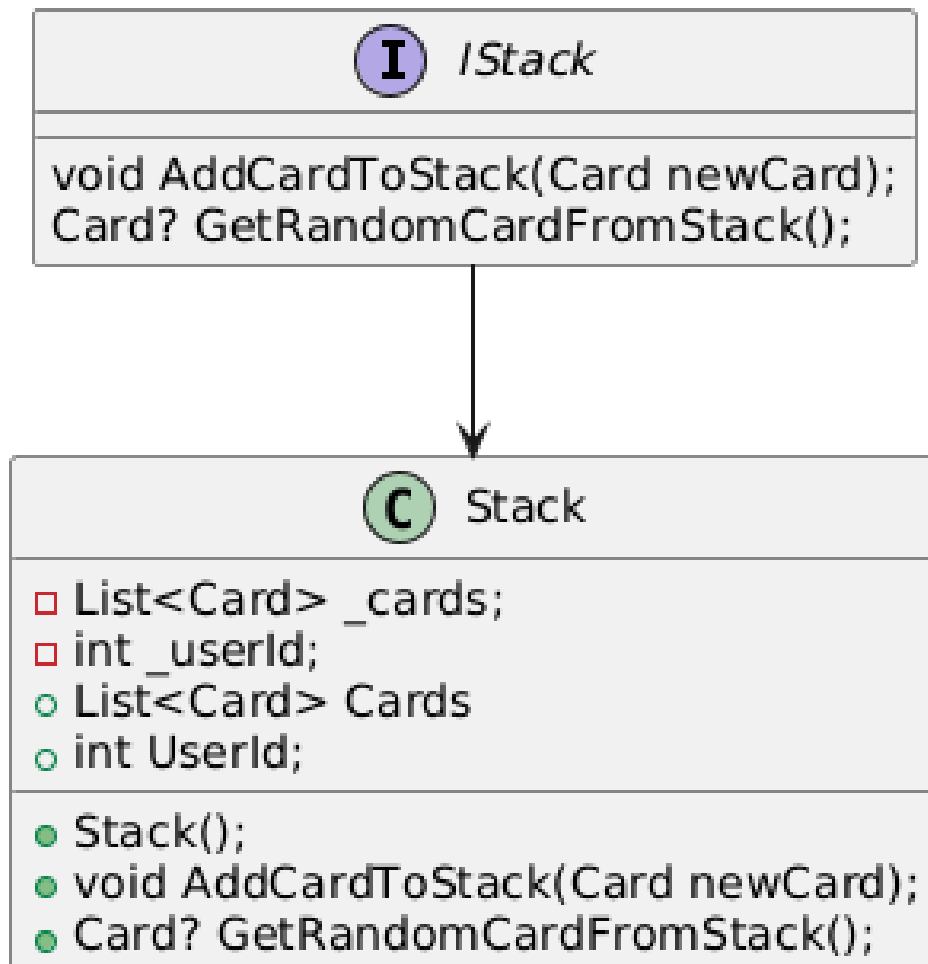 I IStack
void AddCardToStack(Card newCard);
Card? GetRandomCardFromStack();
C Stack
List<Card> _cards;
int _userId;
List<Card> Cards
int UserId;
Stack();
void AddCardToStack(Card newCard);
Card? GetRandomCardFromStack();